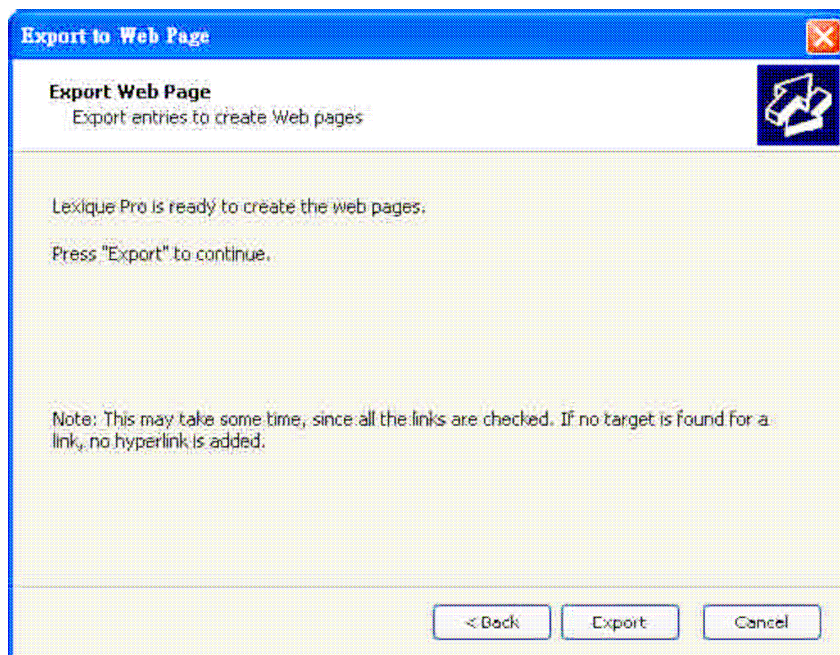 Export to Web Page
Export Web Page
Export entries to create Web pages
Lexique Pro is ready to create the web pages.
Press "Export" to continue.
Note: This may take some time, since all the links are checked. If no target is found for a
link, no hyperlink is added.
< Back Export Cancel